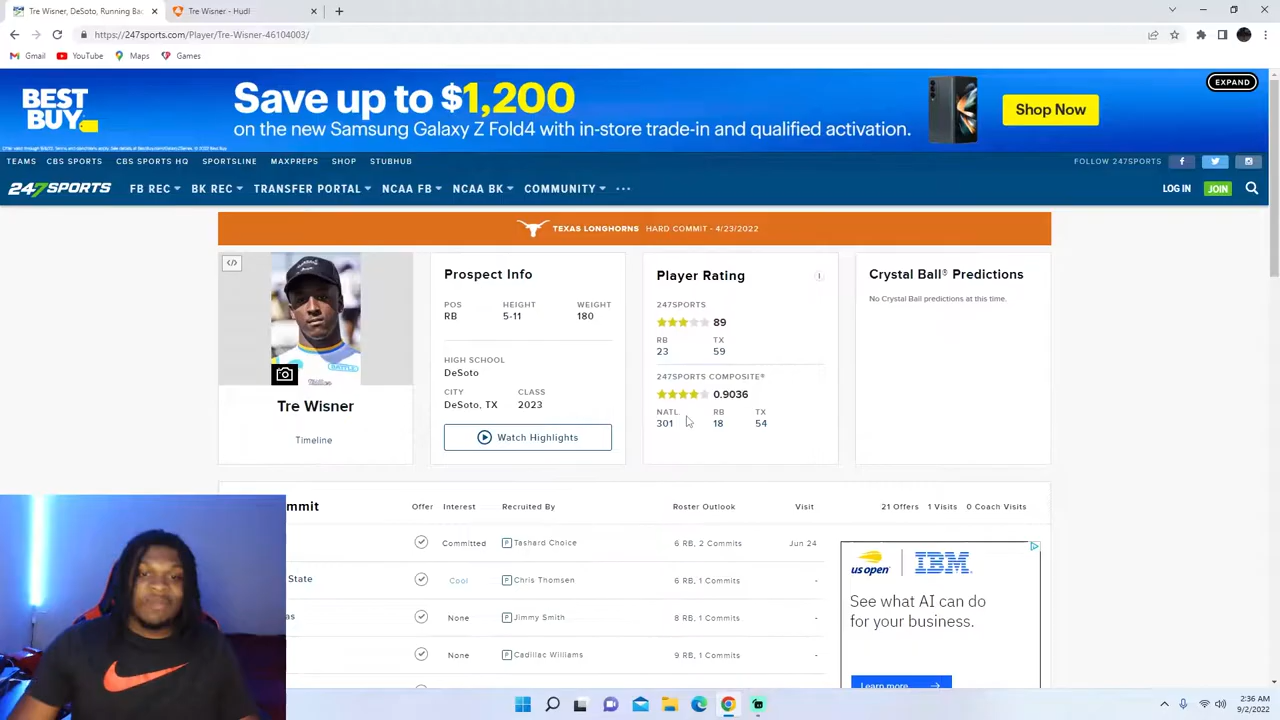 Tre Wisner, DeSoto, Running Bac
Tre Wisner - Hudl
https://247sports.com/Player/Tre-Wisner-46104003/
Gmail
YouTube
Maps
Games
BEST BUY
Save up to $1,200
on the new Samsung Galaxy Z Fold4 with in-store trade-in and qualified activation.
Shop Now
EXPAND
TEAMS CBS SPORTS CBS SPORTS HQ SPORTSLINE MAXPREPS SHOP STUBHUB
FOLLOW 247SPORTS
247SPORTS FB REC BK REC TRANSFER PORTAL NCAA FB NCAA BK COMMUNITY
LOG IN JOIN
TEXAS LONGHORNS HARD COMMIT - 4/23/2022
Tre Wisner
Timeline
Prospect Info
POS HEIGHT WEIGHT
RB 5-11 180
HIGH SCHOOL
DeSoto
CITY CLASS
DeSoto, TX 2023
Watch Highlights
Player Rating
247SPORTS
89
RB TX
23 59
247SPORTS COMPOSITE®
0.9036
NATL. RB TX
301 18 54
Crystal Ball® Predictions
No Crystal Ball predictions at this time.
mmit Offer Interest Recruited By Roster Outlook Visit 21 Offers 1 Visits 0 Coach Visits
Committed P Tashard Choice 6 RB, 2 Commits Jun 24
State Cool P Chris Thomsen 6 RB, 1 Commits -
as None P Jimmy Smith 8 RB, 1 Commits -
None P Cadillac Williams 9 RB, 1 Commits -
us open IBM
See what AI can do
for your business.
Learn more
2:36 AM
9/2/2022